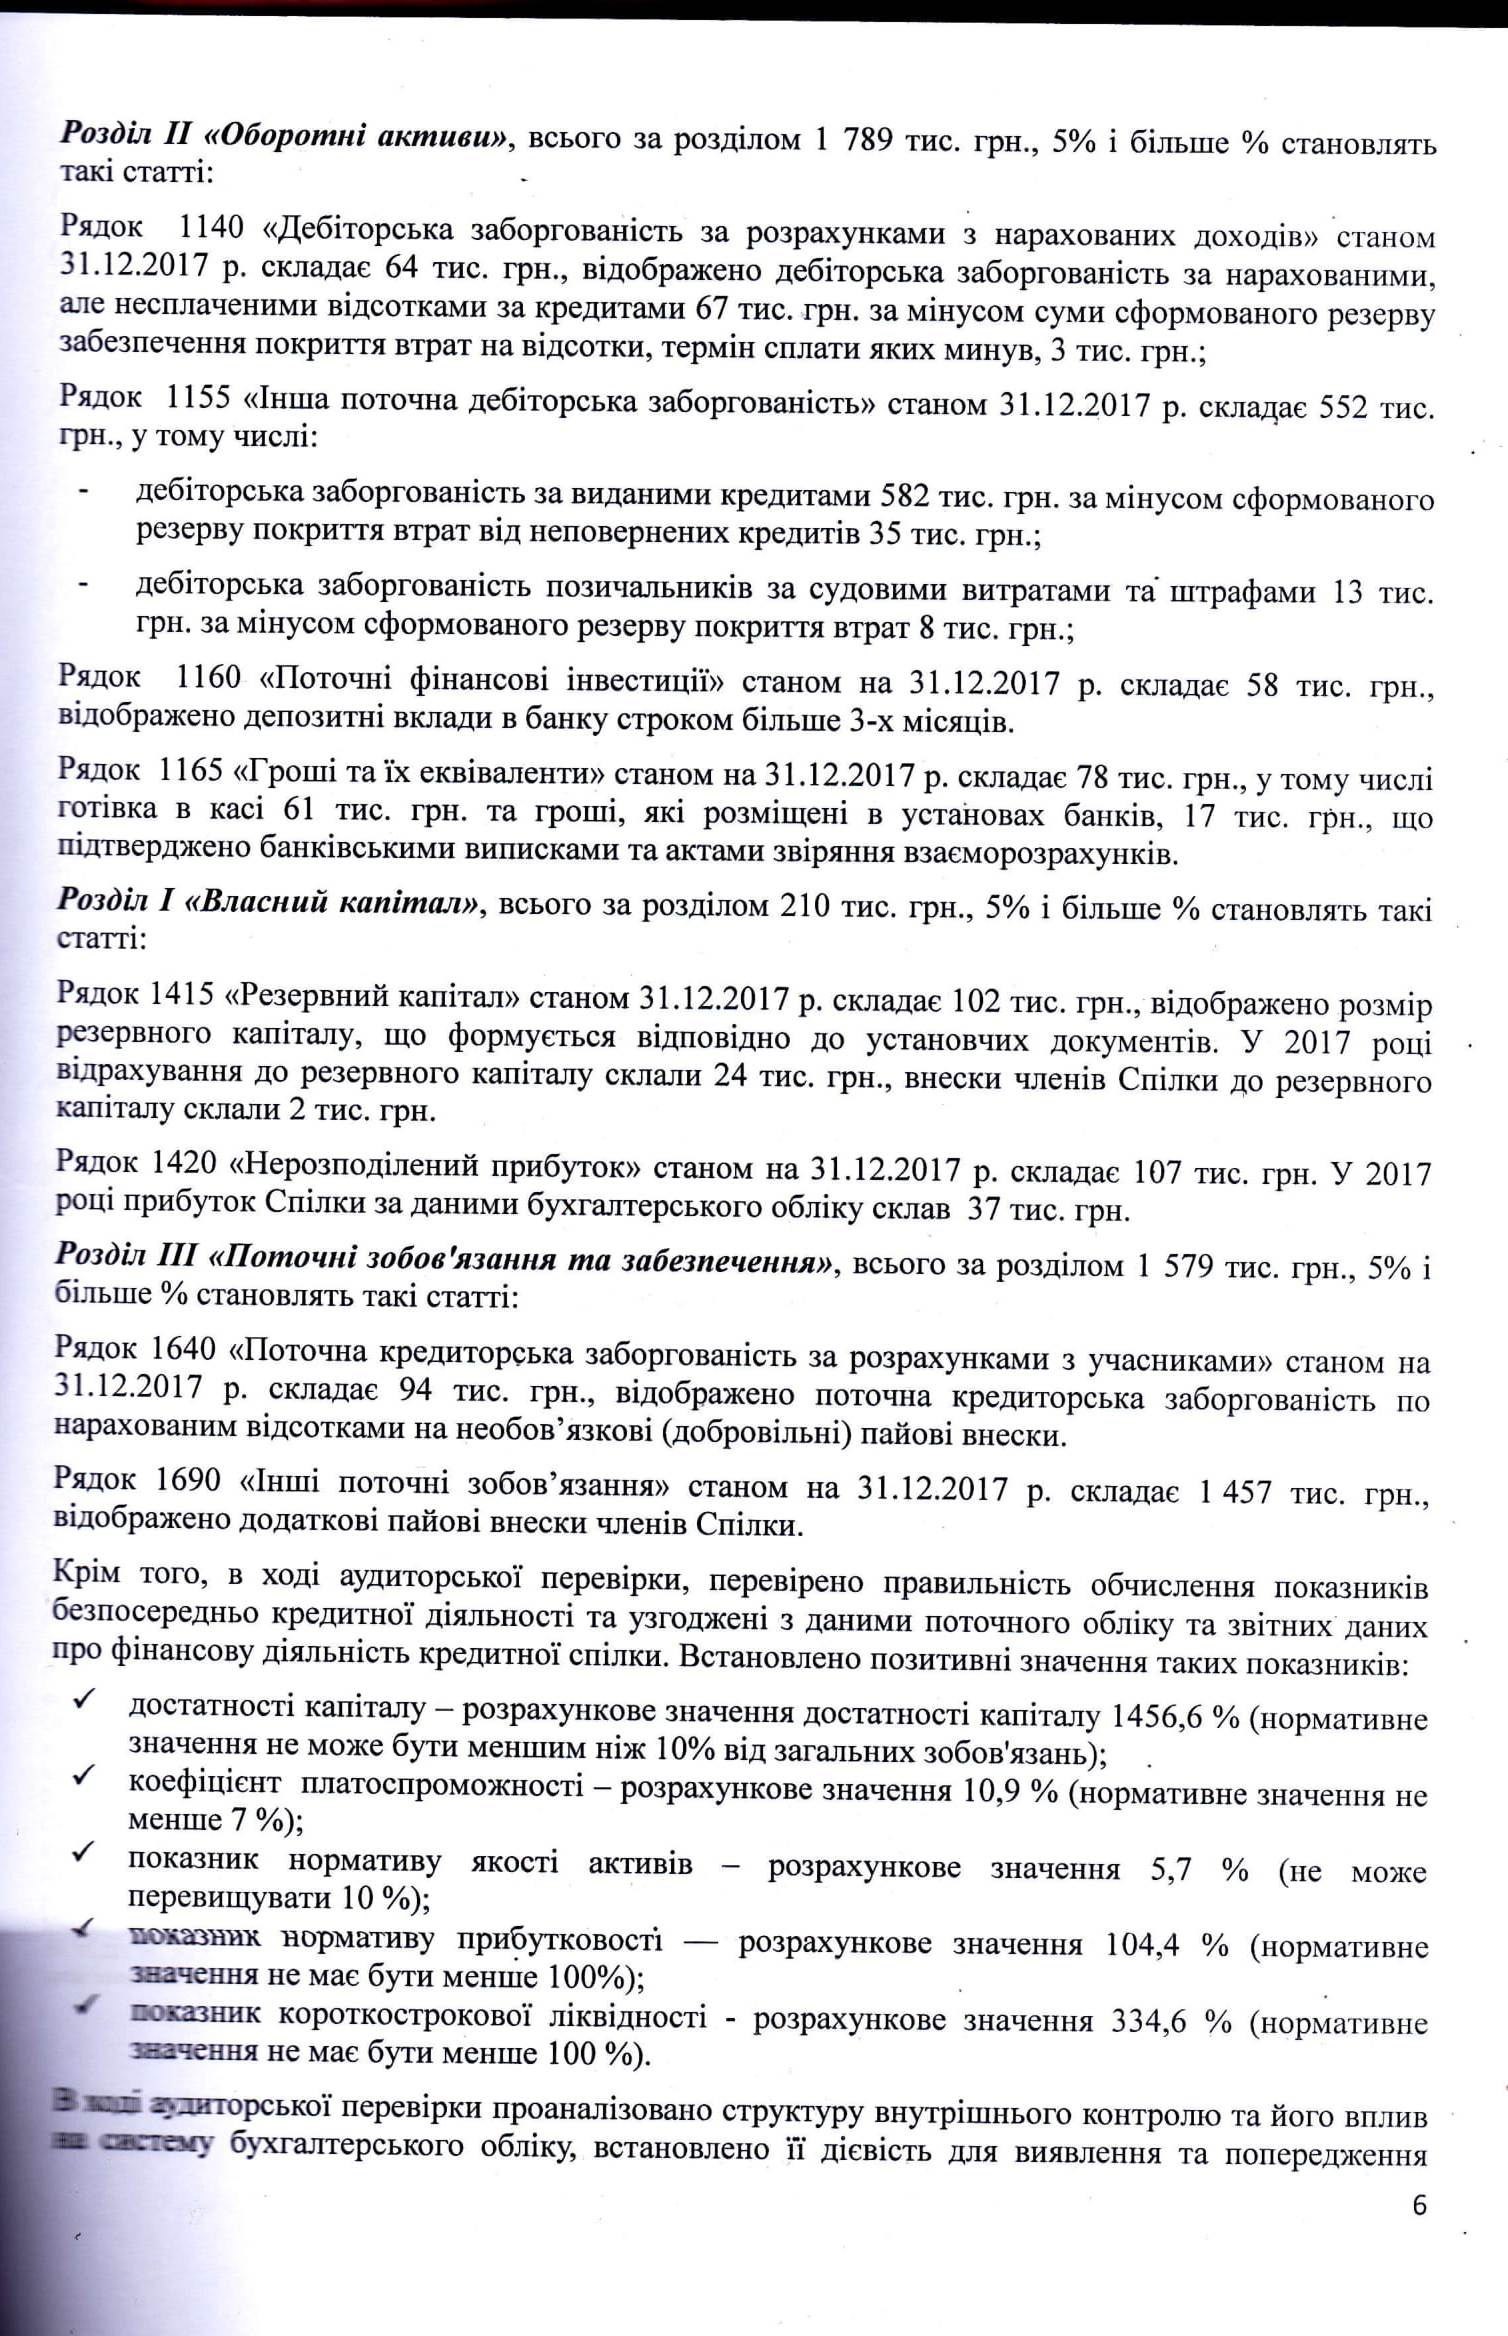 Розділ II «Оборотні активи», всього за розділом 1 789 тис. грн., 5% і більше % становлять
такі статті:
Рядок 1140 «Дебіторська заборгованість за розрахунками з нарахованих доходів» станом
31.12.2017 р. складає 64 тис. грн., відображено дебіторська заборгованість за нарахованими,
але несплаченими відсотками за кредитами 67 тис. грн. за мінусом суми сформованого резерву
забезпечення покриття втрат на відсотки, термін сплати яких минув, 3 тис. грн.;
Рядок 1155 «Інша поточна дебіторська заборгованість» станом 31.12.2017 р. складає 552 тис.
грн., у тому числі:
- дебіторська заборгованість за виданими кредитами 582 тис. грн. за мінусом сформованого
резерву покриття втрат від неповернених кредитів 35 тис. грн.;
- дебіторська заборгованість позичальників за судовими витратами та штрафами 13 тис.
грн. за мінусом сформованого резерву покриття втрат 8 тис. грн.;
Рядок 1160 «Поточні фінансові інвестиції» станом на 31.12.2017 р. складає 58 тис. грн.,
відображено депозитні вклади в банку строком більше 3-х місяців.
Рядок 1165 «Гроші та їх еквіваленти» станом на 31.12.2017 р. складає 78 тис. грн., у тому числі
готівка в касі 61 тис. грн. та гроші, які розміщені в установах банків, 17 тис. грн., що
підтверджено банківськими виписками та актами звіряння взаєморозрахунків.
Розділ I «Власний капітал», всього за розділом 210 тис. грн., 5% і більше % становлять такі
статті:
Рядок 1415 «Резервний капітал» станом 31.12.2017 р. складає 102 тис. грн., відображено розмір
резервного капіталу, що формується відповідно до установчих документів. У 2017 році
відрахування до резервного капіталу склали 24 тис. грн., внески членів Спілки до резервного
капіталу склали 2 тис. грн.
Рядок 1420 «Нерозподілений прибуток» станом на 31.12.2017 р. складає 107 тис. грн. У 2017
році прибуток Спілки за даними бухгалтерського обліку склав 37 тис. грн.
Розділ III «Поточні зобов'язання та забезпечення», всього за розділом 1 579 тис. грн., 5% і
більше % становлять такі статті:
Рядок 1640 «Поточна кредиторська заборгованість за розрахунками з учасниками» станом на
31.12.2017 р. складає 94 тис. грн., відображено поточна кредиторська заборгованість по
нарахованим відсотками на необов’язкові (добровільні) пайові внески.
Рядок 1690 «Інші поточні зобов’язання» станом на 31.12.2017 р. складає 1 457 тис. грн.,
відображено додаткові пайові внески членів Спілки.
Крім того, в ході аудиторської перевірки, перевірено правильність обчислення показників
безпосередньо кредитної діяльності та узгоджені з даними поточного обліку та звітних даних
про фінансову діяльність кредитної спілки. Встановлено позитивні значення таких показників:
✓ достатності капіталу – розрахункове значення достатності капіталу 1456,6 % (нормативне
значення не може бути меншим ніж 10% від загальних зобов'язань);
✓ коефіцієнт платоспроможності – розрахункове значення 10,9 % (нормативне значення не
менше 7 %);
✓ показник нормативу якості активів – розрахункове значення 5,7 % (не може
перевищувати 10 %);
✓ показник нормативу прибутковості — розрахункове значення 104,4 % (нормативне
значення не має бути менше 100%);
✓ показник короткострокової ліквідності - розрахункове значення 334,6 % (нормативне
значення не має бути менше 100 %).
В ході аудиторської перевірки проаналізовано структуру внутрішнього контролю та його вплив
на систему бухгалтерського обліку, встановлено її дієвість для виявлення та попередження
6